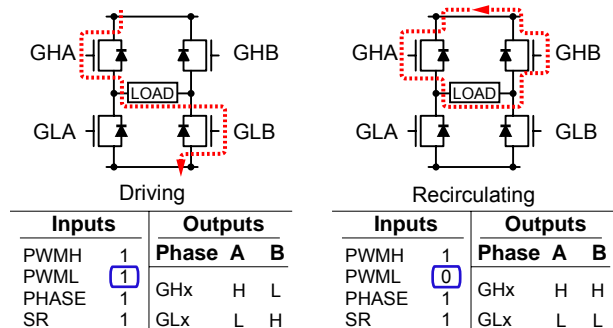 GHA GHB
LOAD
GLA GLB
Driving
Inputs Outputs
PWMH 1 Phase A B
PWML 1
GHx H L
PHASE 1
SR 1 GLx L H
GHA GHB
LOAD
GLA GLB
Recirculating
Inputs Outputs
PWMH 1 Phase A B
PWML 0
GHx H H
PHASE 1
SR 1 GLx L L